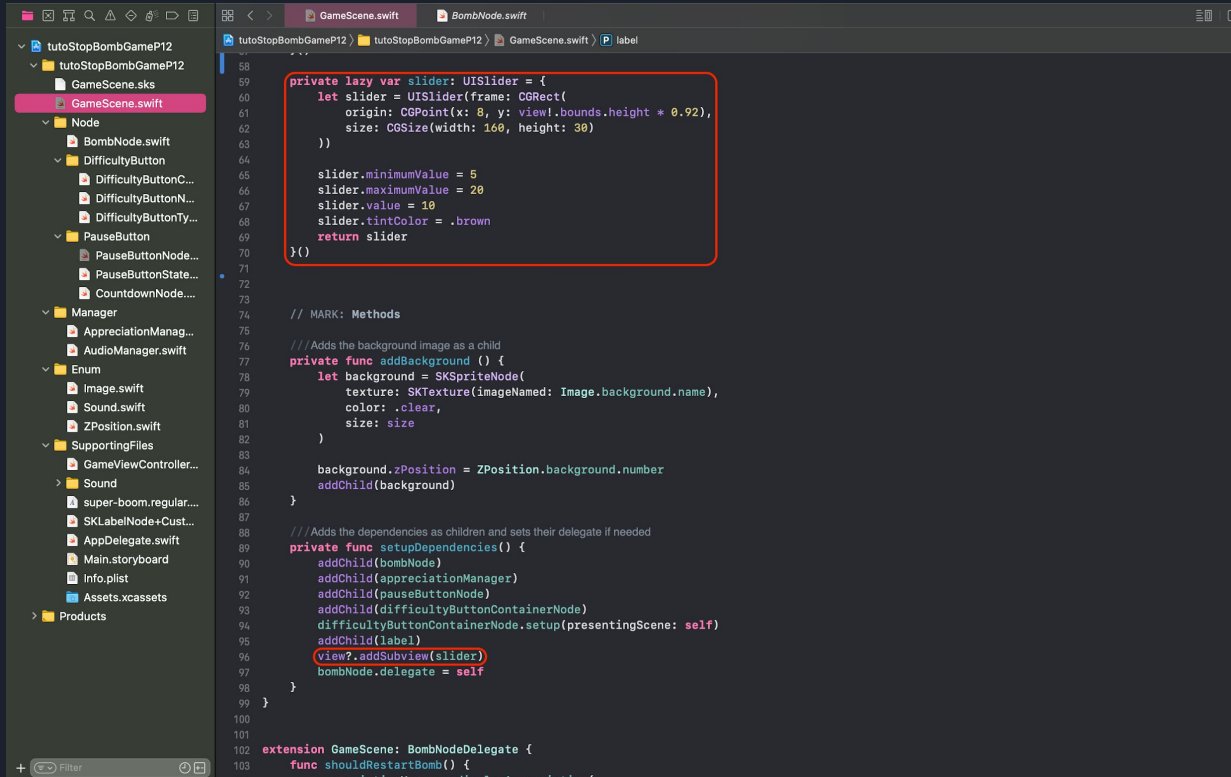 GameScene.swift
BombNode.swift
tutoStopBombGameP12
tutoStopBombGameP12
GameScene.sks
GameScene.swift
Node
BombNode.swift
DifficultyButton
DifficultyButtonC...
DifficultyButtonN...
DifficultyButtonTy...
PauseButton
PauseButtonNode...
PauseButtonState...
CountdownNode....
Manager
AppreciationManag...
AudioManager.swift
Enum
Image.swift
Sound.swift
ZPosition.swift
SupportingFiles
GameViewController...
Sound
super-boom.regular....
SKLabelNode+Cust...
AppDelegate.swift
Main.storyboard
Info.plist
Assets.xcassets
Products
Filter
tutoStopBombGameP12 〉 tutoStopBombGameP12 〉 GameScene.swift 〉 P label
58
59 private lazy var slider: UISlider = {
60 let slider = UISlider(frame: CGRect(
61 origin: CGPoint(x: 8, y: view!.bounds.height * 0.92),
62 size: CGSize(width: 160, height: 30)
63 ))
64
65 slider.minimumValue = 5
66 slider.maximumValue = 20
67 slider.value = 10
68 slider.tintColor = .brown
69 return slider
70 }()
71
72
73
74 // MARK: Methods
75
76 ///Adds the background image as a child
77 private func addBackground () {
78 let background = SKSpriteNode(
79 texture: SKTexture(imageNamed: Image.background.name),
80 color: .clear,
81 size: size
82 )
83
84 background.zPosition = ZPosition.background.number
85 addChild(background)
86 }
87
88 ///Adds the dependencies as children and sets their delegate if needed
89 private func setupDependencies() {
90 addChild(bombNode)
91 addChild(appreciationManager)
92 addChild(pauseButtonNode)
93 addChild(difficultyButtonContainerNode)
94 difficultyButtonContainerNode.setup(presentingScene: self)
95 addChild(label)
96 view?.addSubview(slider)
97 bombNode.delegate = self
98 }
99 }
100
101
102 extension GameScene: BombNodeDelegate {
103 func shouldRestartBomb() {